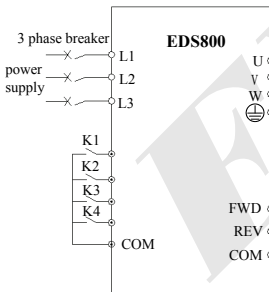 3 phase breaker
EDS800
L1
U
power
L2
V
supply
W
L3
K1
K2
K3
K4
FWD
REV
COM
COM